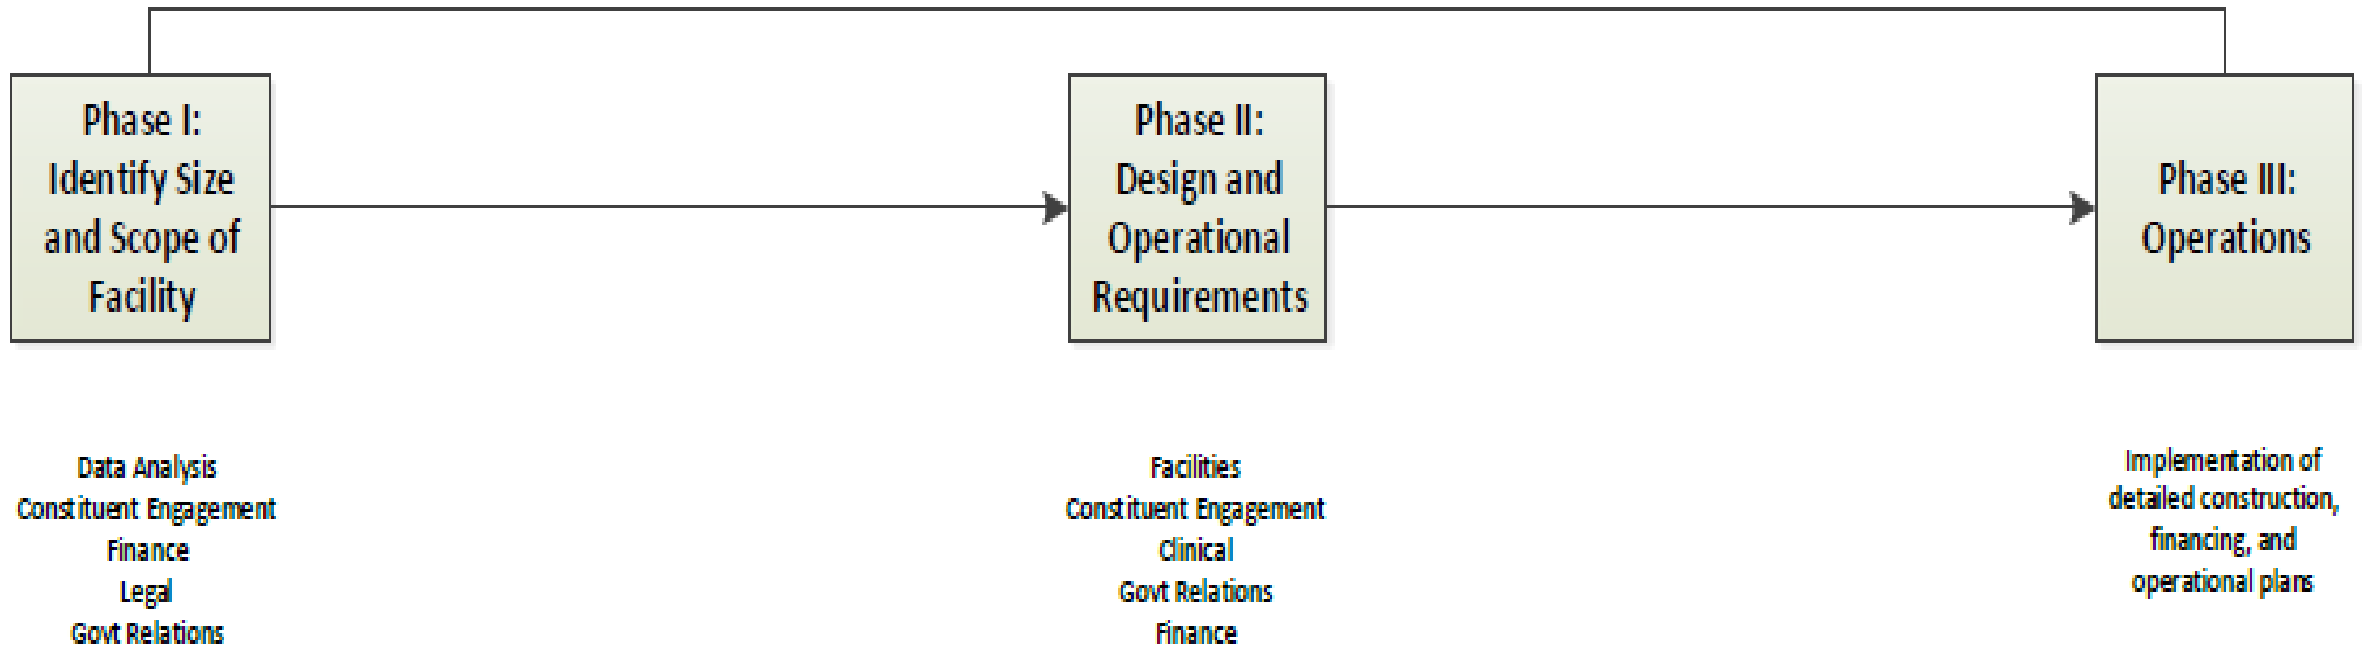 Phase I:
Identify Size
and Scope of
Facility
Phase II:
Design and
Operational
Requirements
Phase III:
Operations
Data Analysis
Constituent Engagement
Finance
Legal
Govt Relations
Facilities
Constituent Engagement
Clinical
Govt Relations
Finance
Implementation of
detailed construction,
financing, and
operational plans